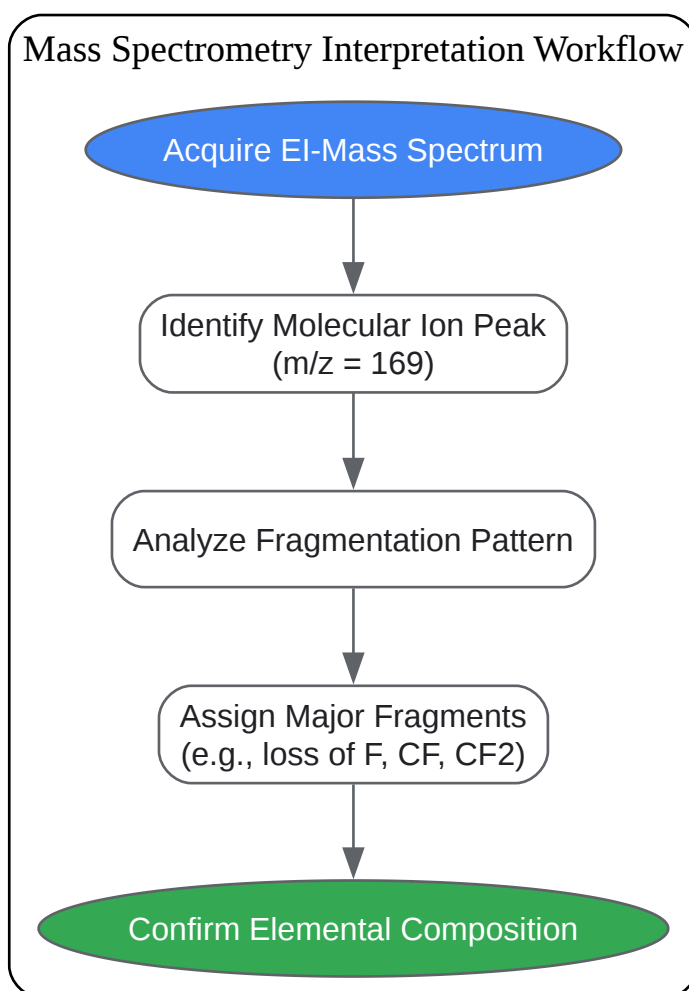 Mass Spectrometry Interpretation Workflow
Acquire EI-Mass Spectrum
Identify Molecular Ion Peak
(m/z = 169)
Analyze Fragmentation Pattern
Assign Major Fragments
(e.g., loss of F, CF, CF2)
Confirm Elemental Composition